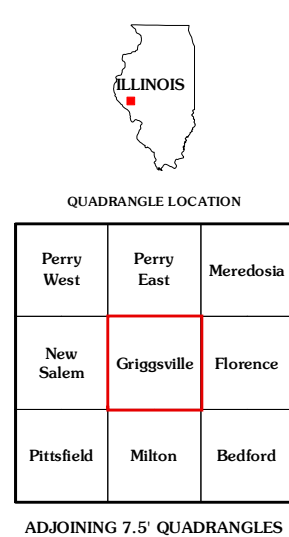 ILLINOIS
QUADRANGLE LOCATION
Perry
West
Perry
East
Meredosia
New
Salem
Griggsville
Florence
Pittsfield
Milton
Bedford
ADJOINING 7.5' QUADRANGLES